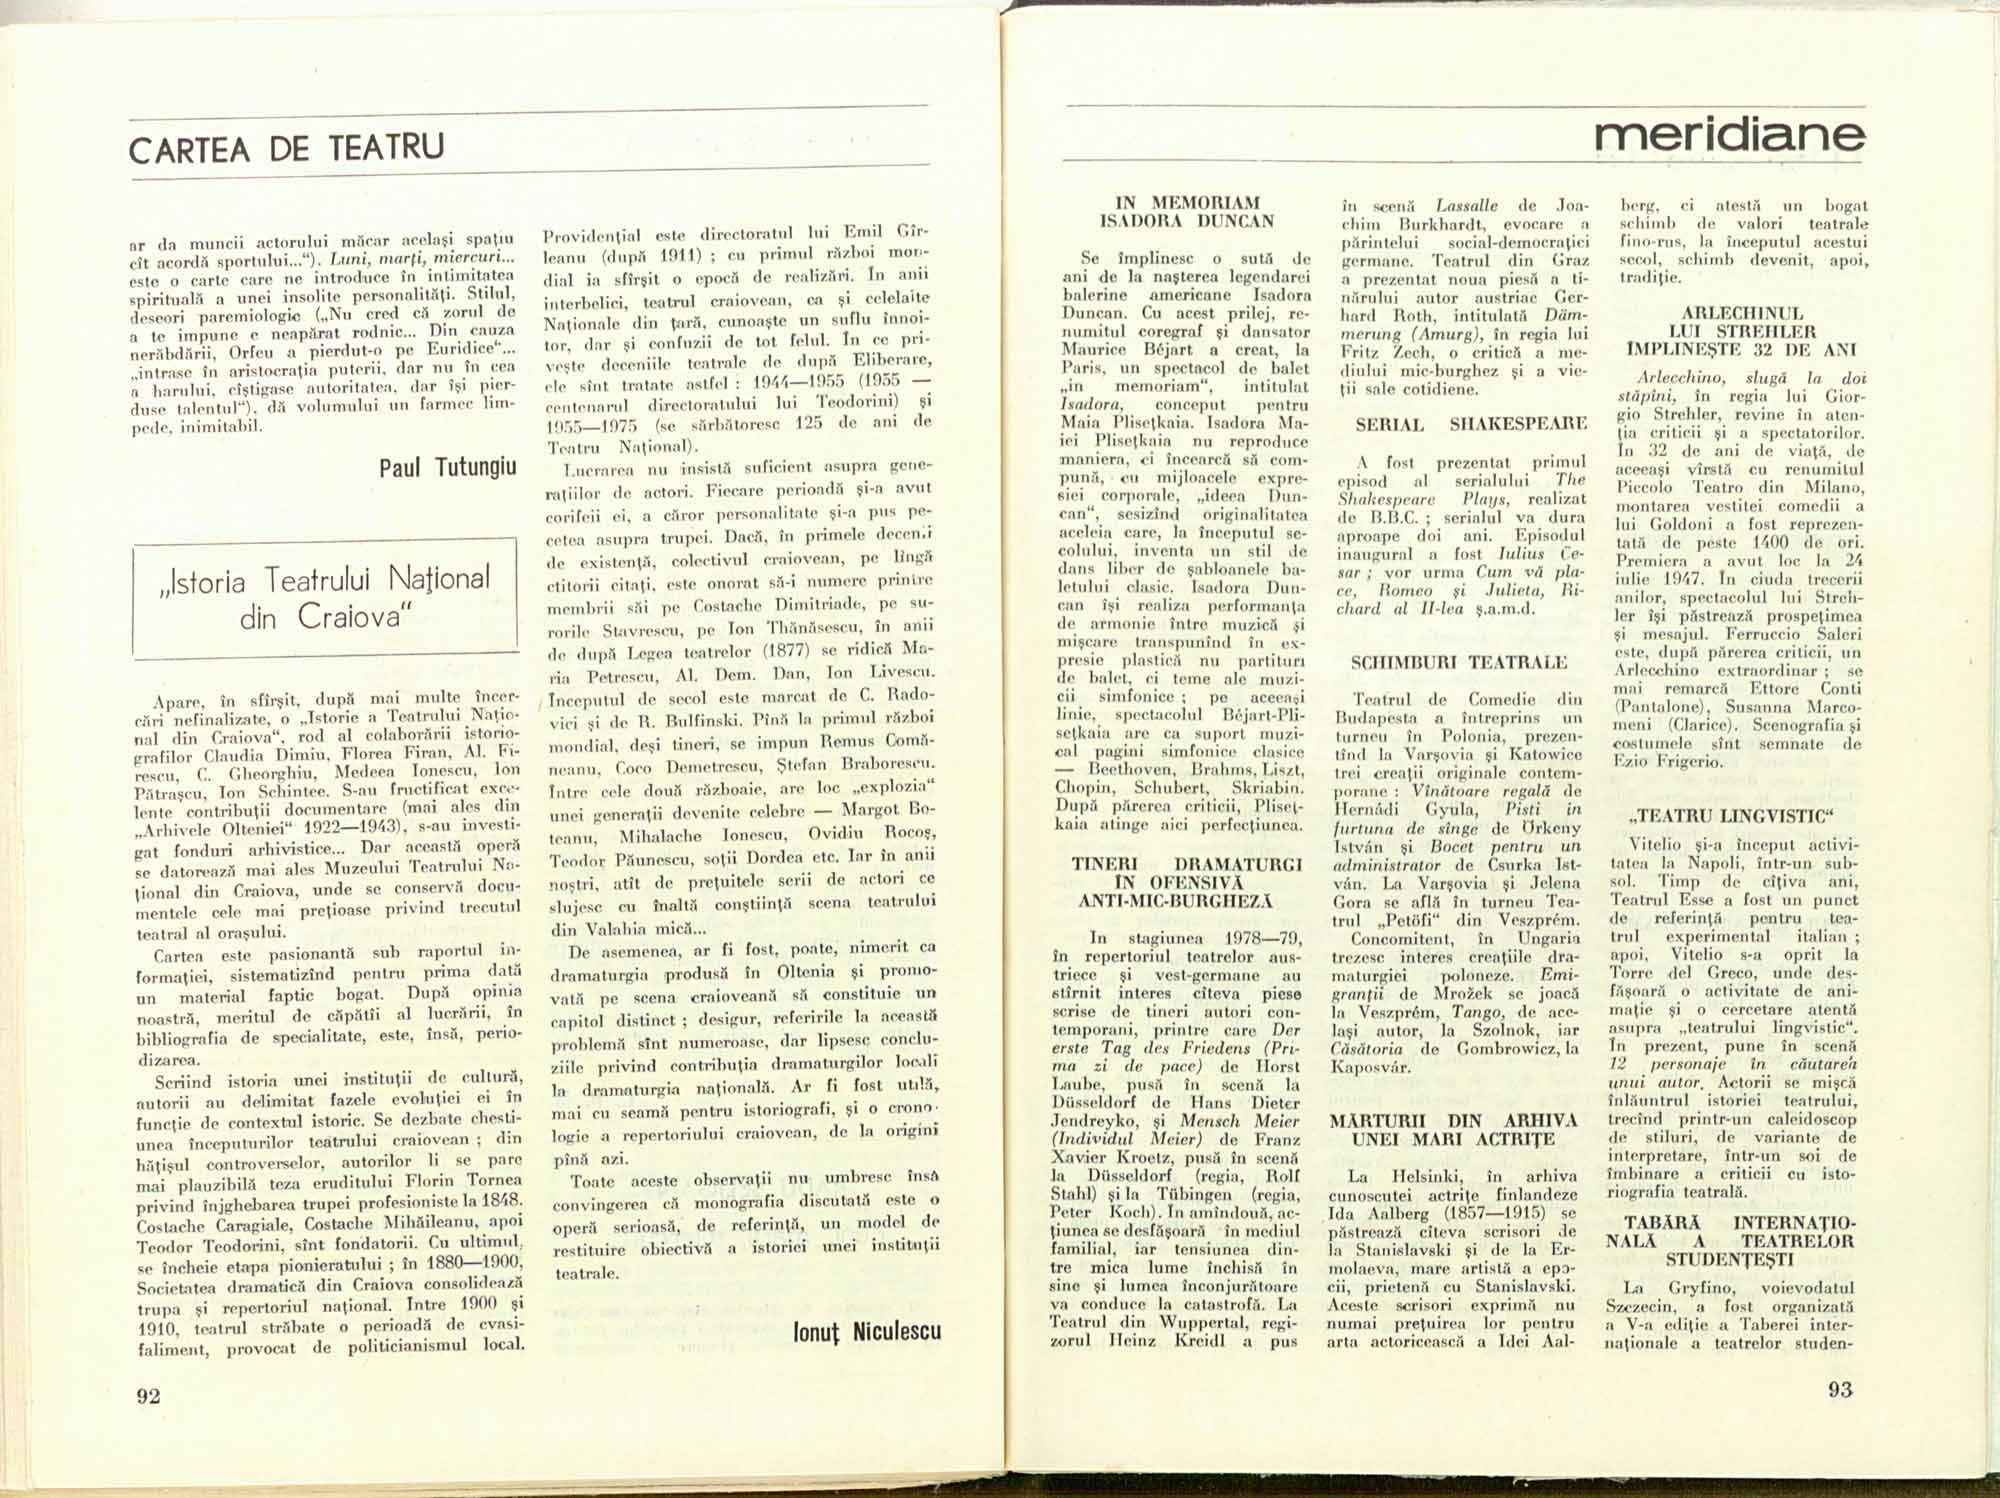 CARTEA DE TEATRU
ar da muncii actorului măcar același spațiu
cît acordă sportului...“). Luni, marți, miercuri...
este o carte care ne introduce în intimitatea
spirituală a unei insolite personalități. Stilul,
deseori paremiologic („Nu cred că zorul de
a te impune e neapărat rodnic... Din cauza
nerăbdării, Orfeu a pierdut-o pe Euridice“...
„intrase în aristocrația puterii, dar nu în cea
a harului, cîștigase autoritatea, dar își pier-
duse talentul“), dă volumului un farmec lim-
pede, inimitabil.
Paul Tutungiu
„Istoria Teatrului Național
din Craiova“
Apare, în sfîrșit, după mai multe încer-
cări nefinalizate, o „Istorie a Teatrului Națio-
nal din Craiova“, rod al colaborării istorio-
grafilor Claudia Dimiu, Florea Firan, Al. Fi-
rescu, C. Gheorghiu, Medeea Ionescu, Ion
Pătrașcu, Ion Schintee. S-au fructificat exce-
lente contribuții documentare (mai ales din
„Arhivele Olteniei“ 1922—1943), s-au investi-
gat fonduri arhivistice... Dar această operă
se datorează mai ales Muzeului Teatrului Na-
țional din Craiova, unde se conservă docu-
mentele cele mai prețioase privind trecutul
teatral al orașului.
Cartea este pasionantă sub raportul in-
formației, sistematizînd pentru prima dată
un material faptic bogat. După opinia
noastră, meritul de căpătîi al lucrării, în
bibliografia de specialitate, este, însă, perio-
dizarea.
Scriind istoria unei instituții de cultură,
autorii au delimitat fazele evoluției ei în
funcție de contextul istoric. Se dezbate chesti-
unea începuturilor teatrului craiovean ; din
hățișul controverselor, autorilor li se pare
mai plauzibilă teza eruditului Florin Tornea
privind înjghebarea trupei profesioniste la 1848.
Costache Caragiale, Costache Mihăileanu, apoi
Teodor Teodorini, sînt fondatorii. Cu ultimul,
se încheie etapa pionieratului ; în 1880—1900,
Societatea dramatică din Craiova consolidează
trupa și repertoriul național. Intre 1900 și
1910, teatrul străbate o perioadă de cvasi-
faliment, provocat de politicianismul local.
92
Providențial este directoratul lui Emil Gîr-
leanu (după 1911) ; cu primul război mon-
dial ia sfîrșit o epocă de realizări. In anii
interbelici, teatrul craiovean, ca și celelalte
Naționale din țară, cunoaște un suflu înnoi-
tor, dar și confuzii de tot felul. In ce pri-
vește deceniile teatrale de după Eliberare,
ele sînt tratate astfel : 1944—1955 (1955 —
centenarul directoratului lui Teodorini) și
1955—1975 (se sărbătoresc 125 de ani de
Teatru Național).
Lucrarea nu insistă suficient asupra gene-
rațiilor de actori. Fiecare perioadă și-a avut
corifeii ei, a căror personalitate și-a pus pe-
cetea asupra trupei. Dacă, în primele decenii
de existență, colectivul craiovean, pe lîngă
ctitorii citați, este onorat să-i numere printre
membrii săi pe Costache Dimitriade, pe su-
rorile Stavrescu, pe Ion Thănăsescu, în anii
de după Legea teatrelor (1877) se ridică Ma-
ria Petrescu, Al. Dem. Dan, Ion Livescu.
Inceputul de secol este marcat de C. Rado-
vici și de R. Bulfinski. Pînă la primul război
mondial, deși tineri, se impun Remus Comă-
neanu, Coco Demetrescu, Ștefan Braborescu.
Intre cele două războaie, are loc „explozia“
unei generații devenite celebre — Margot Bo-
teanu, Mihalache Ionescu, Ovidiu Rocoș,
Teodor Păunescu, soții Dordea etc. Iar în anii
noștri, atît de prețuitele serii de actori ce
slujesc cu înaltă conștiință scena teatrului
din Valahia mică...
De asemenea, ar fi fost, poate, nimerit ca
dramaturgia produsă în Oltenia și promo-
vată pe scena craioveană să constituie un
capitol distinct ; desigur, referirile la această
problemă sînt numeroase, dar lipsesc conclu-
ziile privind contribuția dramaturgilor locali
la dramaturgia națională. Ar fi fost utilă,
mai cu seamă pentru istoriografi, și o crono-
logie a repertoriului craiovean, de la origini
pînă azi.
Toate aceste observații nu umbresc însă
convingerea că monografia discutată este o
operă serioasă, de referință, un model de
restituire obiectivă a istoriei unei instituții
teatrale.
Ionuț Niculescu
meridiane
IN MEMORIAM
ISADORA DUNCAN
Se împlinesc o sută de
ani de la nașterea legendarei
balerine americane Isadora
Duncan. Cu acest prilej, re-
numitul coregraf și dansator
Maurice Béjart a creat, la
Paris, un spectacol de balet
„in memoriam“, intitulat
Isadora, conceput pentru
Maia Plisețkaia. Isadora Ma-
iei Plisețkaia nu reproduce
maniera, ci încearcă să com-
pună, cu mijloacele expre-
siei corporale, „ideea Dun-
can“, sesizînd originalitatea
aceleia care, la începutul se-
colului, inventa un stil de
dans liber de șabloanele ba-
letului clasic. Isadora Dun-
can își realiza performanța
de armonie între muzică și
mișcare transpunînd în ex-
presie plastică nu partituri
de balet, ci teme ale muzi-
cii simfonice ; pe aceeași
linie, spectacolul Béjart-Pli-
sețkaia are ca suport muzi-
cal pagini simfonice clasice
— Beethoven, Brahms, Liszt,
Chopin, Schubert, Skriabin.
După părerea criticii, Pliseț-
kaia atinge aici perfecțiunea.
TINERI DRAMATURGI
ÎN OFENSIVĂ
ANTI-MIC-BURGHEZĂ
In stagiunea 1978—79,
în repertoriul teatrelor aus-
triece și vest-germane au
stîrnit interes cîteva piese
scrise de tineri autori con-
temporani, printre care Der
erste Tag des Friedens (Pri-
ma zi de pace) de Horst
Laube, pusă în scenă la
Düsseldorf de Hans Dieter
Jendreyko, și Mensch Meier
(Individul Meier) de Franz
Xavier Kroetz, pusă în scenă
la Düsseldorf (regia, Rolf
Stahl) și la Tübingen (regia,
Peter Koch). In amîndouă, ac-
țiunea se desfășoară în mediul
familial, iar tensiunea din-
tre mica lume închisă în
sine și lumea înconjurătoare
va conduce la catastrofă. La
Teatrul din Wuppertal, regi-
zorul Heinz Kreidl a pus
în scenă Lassalle de Joa-
chim Burkhardt, evocare a
părintelui social-democrației
germane. Teatrul din Graz
a prezentat noua piesă a ti-
nărului autor austriac Ger-
hard Roth, intitulată Däm-
merung (Amurg), în regia lui
Fritz Zech, o critică a me-
diului mic-burghez și a vie-
ții sale cotidiene.
SERIAL SHAKESPEARE
A fost prezentat primul
episod al serialului The
Shakespeare Plays, realizat
de B.B.C. ; serialul va dura
aproape doi ani. Episodul
inaugural a fost Iulius Ce-
sar ; vor urma Cum vă pla-
ce, Romeo și Julieta, Ri-
chard al II-lea ș.a.m.d.
SCHIMBURI TEATRALE
Teatrul de Comedie din
Budapesta a întreprins un
turneu în Polonia, prezen-
tînd la Varșovia și Katowice
trei creații originale contem-
porane : Vînătoare regală de
Hernádi Gyula, Pisti in
furtuna de sînge de Örkeny
István și Bocet pentru un
administrator de Csurka Ist-
ván. La Varșovia și Jelena
Gora se află în turneu Tea-
trul „Petöfi“ din Veszprém.
Concomitent, în Ungaria
trezesc interes creațiile dra-
maturgiei poloneze. Emi-
granții de Mrožek se joacă
la Veszprém, Tango, de ace-
lași autor, la Szolnok, iar
Căsătoria de Gombrowicz, la
Kaposvár.
MĂRTURII DIN ARHIVA
UNEI MARI ACTRIȚE
La Helsinki, în arhiva
cunoscutei actrițe finlandeze
Ida Aalberg (1857—1915) se
păstrează cîteva scrisori de
la Stanislavski și de la Er-
molaeva, mare artistă a epo-
cii, prietenă cu Stanislavski.
Aceste scrisori exprimă nu
numai prețuirea lor pentru
arta actoricească a Idei Aal-
berg, ci atestă un bogat
schimb de valori teatrale
fino-rus, la începutul acestui
secol, schimb devenit, apoi,
tradiție.
ARLECHINUL
LUI STREHLER
ÎMPLINEȘTE 32 DE ANI
Arlecchino, slugă la doi
stăpîni, în regia lui Gior-
gio Strehler, revine în aten-
ția criticii și a spectatorilor.
In 32 de ani de viață, de
aceeași vîrstă cu renumitul
Piccolo Teatro din Milano,
montarea vestitei comedii a
lui Goldoni a fost reprezen-
tată de peste 1400 de ori.
Premiera a avut loc la 24
iulie 1947. In ciuda trecerii
anilor, spectacolul lui Streh-
ler își păstrează prospețimea
și mesajul. Ferruccio Saleri
este, după părerea criticii, un
Arlecchino extraordinar ; se
mai remarcă Ettore Conti
(Pantalone), Susanna Marco-
meni (Clarice). Scenografia și
costumele sînt semnate de
Ezio Frigerio.
„TEATRU LINGVISTIC“
Vitelio și-a început activi-
tatea la Napoli, într-un sub-
sol. Timp de cîțiva ani,
Teatrul Esse a fost un punct
de referință pentru tea-
trul experimental italian ;
apoi, Vitelio s-a oprit la
Torre del Greco, unde des-
fășoară o activitate de ani-
mație și o cercetare atentă
asupra „teatrului lingvistic“.
In prezent, pune în scenă
12 personaje în căutarea
unui autor. Actorii se mișcă
înlăuntrul istoriei teatrului,
trecînd printr-un caleidoscop
de stiluri, de variante de
interpretare, într-un soi de
îmbinare a criticii cu isto-
riografia teatrală.
TABĂRĂ INTERNAȚIO-
NALĂ A TEATRELOR
STUDENȚEȘTI
La Gryfino, voievodatul
Szczecin, a fost organizată
a V-a ediție a Taberei inter-
naționale a teatrelor studen-
93